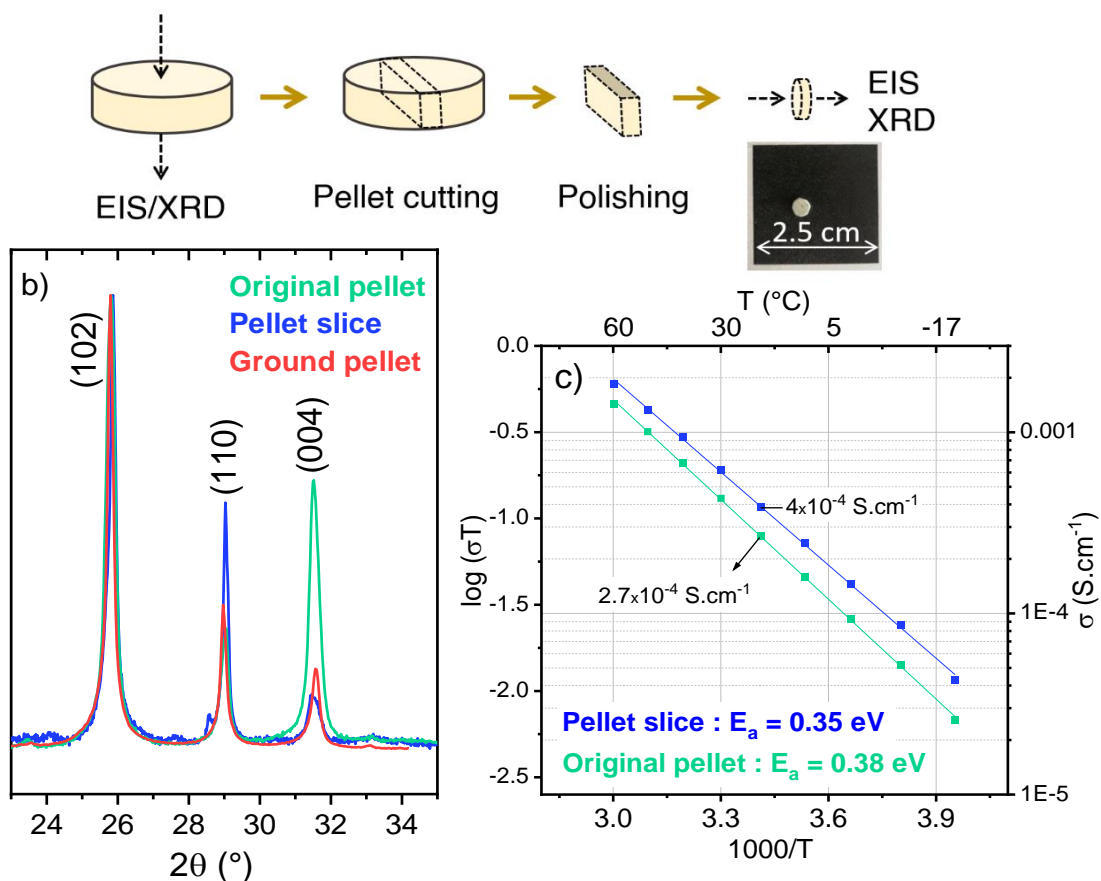 EIS/XRD
Pellet cutting
Polishing
EIS
XRD
2.5 cm
b)
Original pellet
Pellet slice
Ground pellet
(102)
(110)
(004)
24 26 28 30 32 34
2θ (°)
T (°C)
60 30 5 -17
c)
0.0
-0.5
-1.0
-1.5
-2.0
-2.5
log (σT)
0.001
1E-4
1E-5
σ (S.cm⁻¹)
4x10⁻⁴ S.cm⁻¹
2.7x10⁻⁴ S.cm⁻¹
Pellet slice : Eₐ = 0.35 eV
Original pellet : Eₐ = 0.38 eV
3.0 3.3 3.6 3.9
1000/T